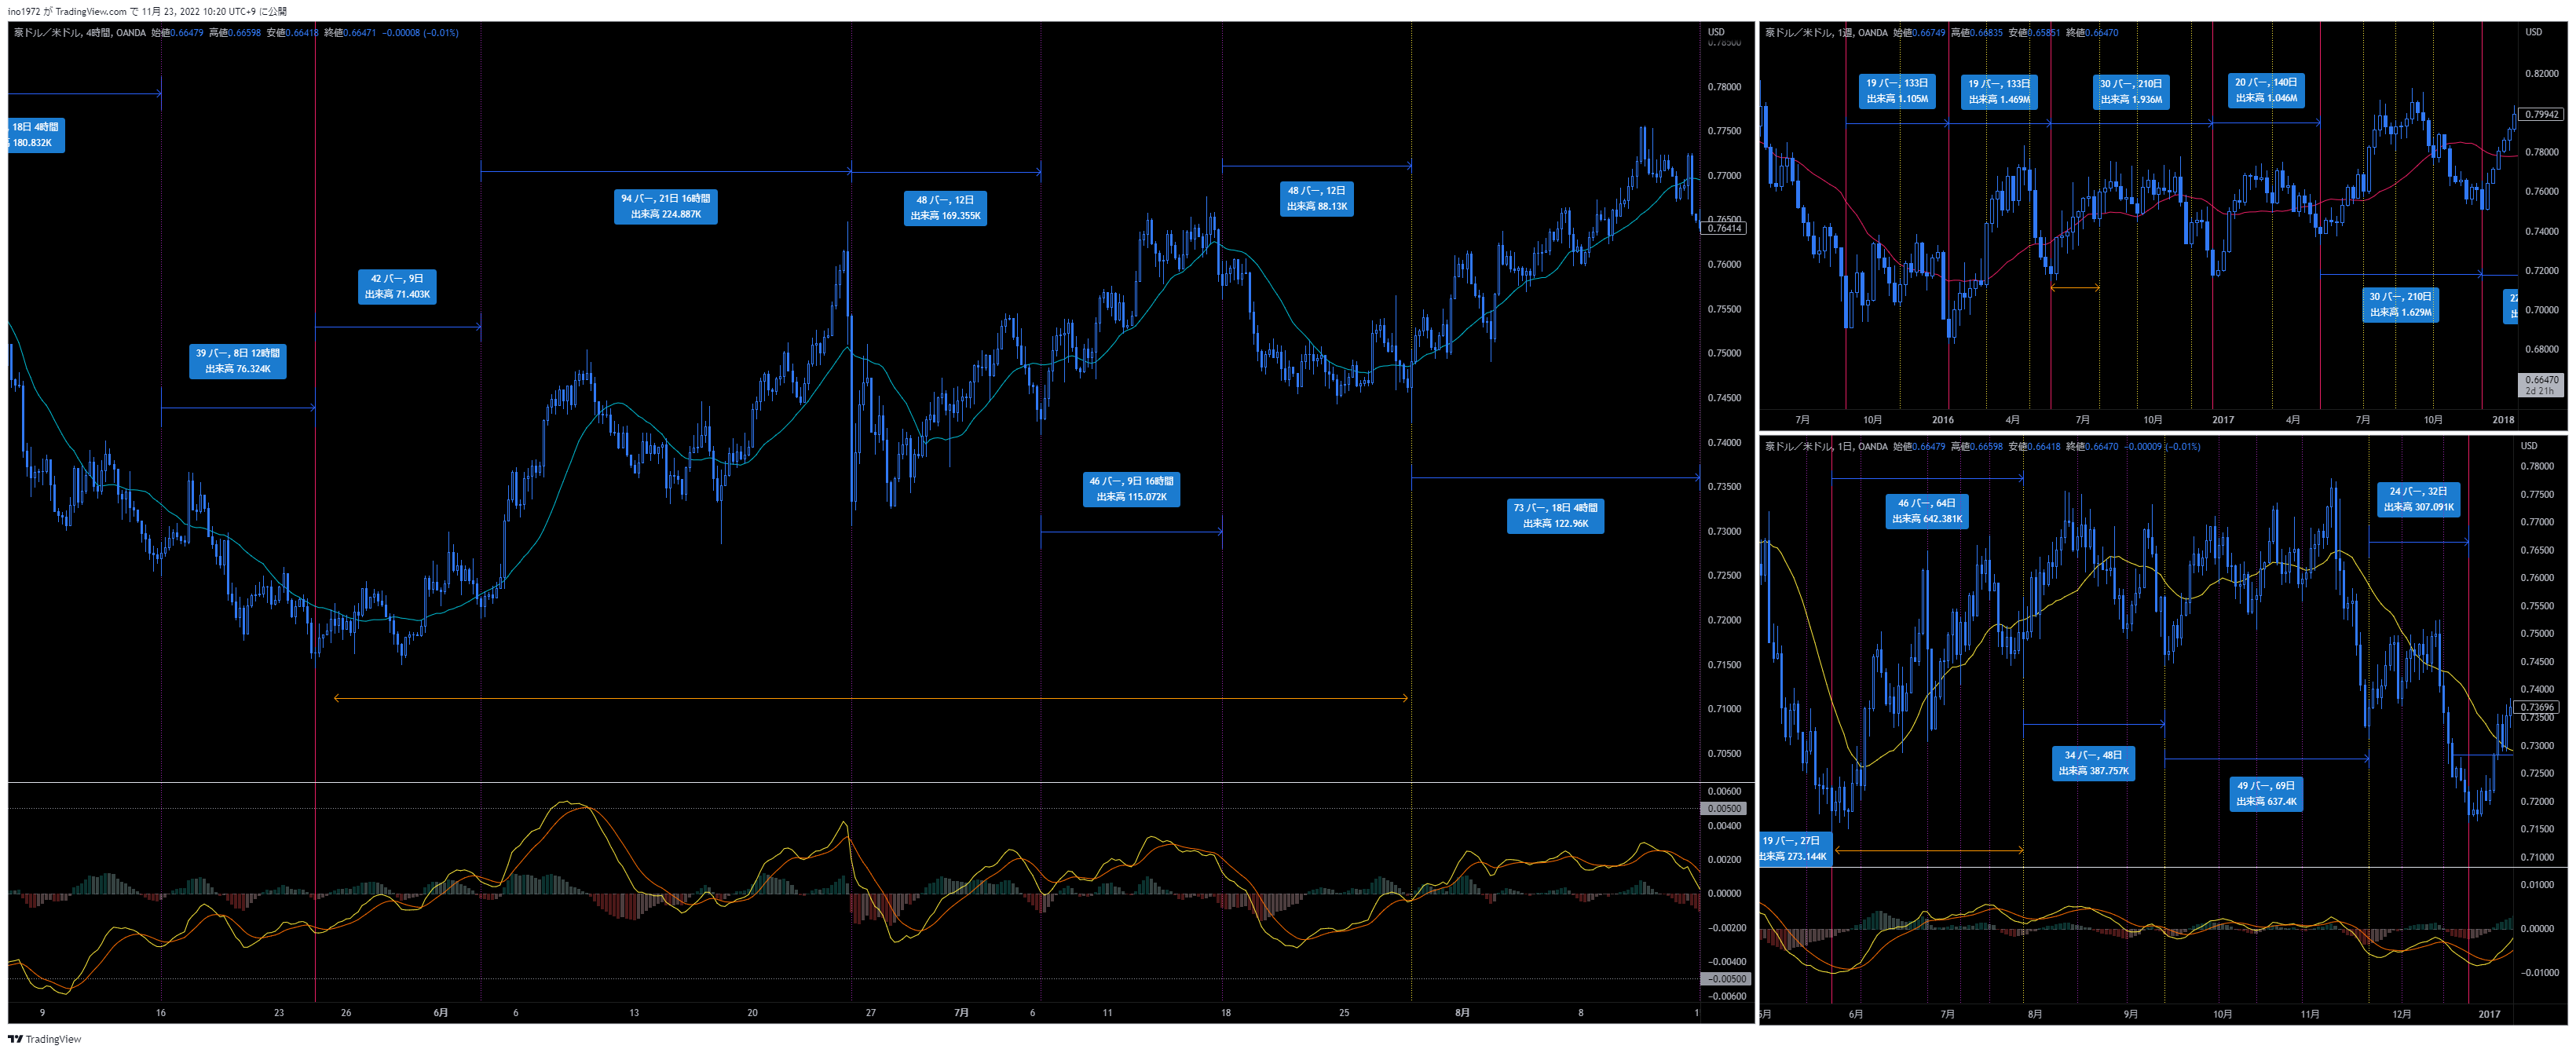 ino1972 が TradingView.com で 11月 23, 2022 10:20 UTC+9 に公開
豪ドル／米ドル, 4時間, OANDA 始値0.66479 高値0.66598 安値0.66418 終値0.66471 −0.00008 (−0.01%)
USD
0.78500
0.78000
0.77500
0.77000
0.76500
0.76414
0.76000
0.75500
0.75000
0.74500
0.74000
0.73500
0.73000
0.72500
0.72000
0.71500
0.71000
0.70500
18日 4時間
180.832K
39 バー, 8日 12時間
出来高 76.324K
42 バー, 9日
出来高 71.403K
94 バー, 21日 16時間
出来高 224.887K
48 バー, 12日
出来高 169.355K
46 バー, 9日 16時間
出来高 115.072K
48 バー, 12日
出来高 88.13K
73 バー, 18日 4時間
出来高 122.96K
0.00600
0.00500
0.00400
0.00200
0.00000
−0.00200
−0.00400
−0.00500
−0.00600
9 16 23 26 6月 6 13 20 27 7月 6 11 18 25 8月 8 1
豪ドル／米ドル, 1週, OANDA 始値0.66749 高値0.66835 安値0.65851 終値0.66470
USD
19 バー, 133日
出来高 1.105M
19 バー, 133日
出来高 1.469M
30 バー, 210日
出来高 1.936M
20 バー, 140日
出来高 1.046M
30 バー, 210日
出来高 1.629M
22
0.82000
0.79942
0.78000
0.76000
0.74000
0.72000
0.70000
0.68000
0.66470
2d 21h
7月 10月 2016 4月 7月 10月 2017 4月 7月 10月 2018
豪ドル／米ドル, 1日, OANDA 始値0.66479 高値0.66598 安値0.66418 終値0.66470 −0.00009 (−0.01%)
USD
46 バー, 64日
出来高 642.381K
24 バー, 32日
出来高 307.091K
34 バー, 48日
出来高 387.757K
49 バー, 69日
出来高 637.4K
19 バー, 27日
出来高 273.144K
0.78000
0.77500
0.77000
0.76500
0.76000
0.75500
0.75000
0.74500
0.74000
0.73696
0.73500
0.73000
0.72500
0.72000
0.71500
0.71000
0.01000
0.00000
−0.01000
5月 6月 7月 8月 9月 10月 11月 12月 2017
TradingView